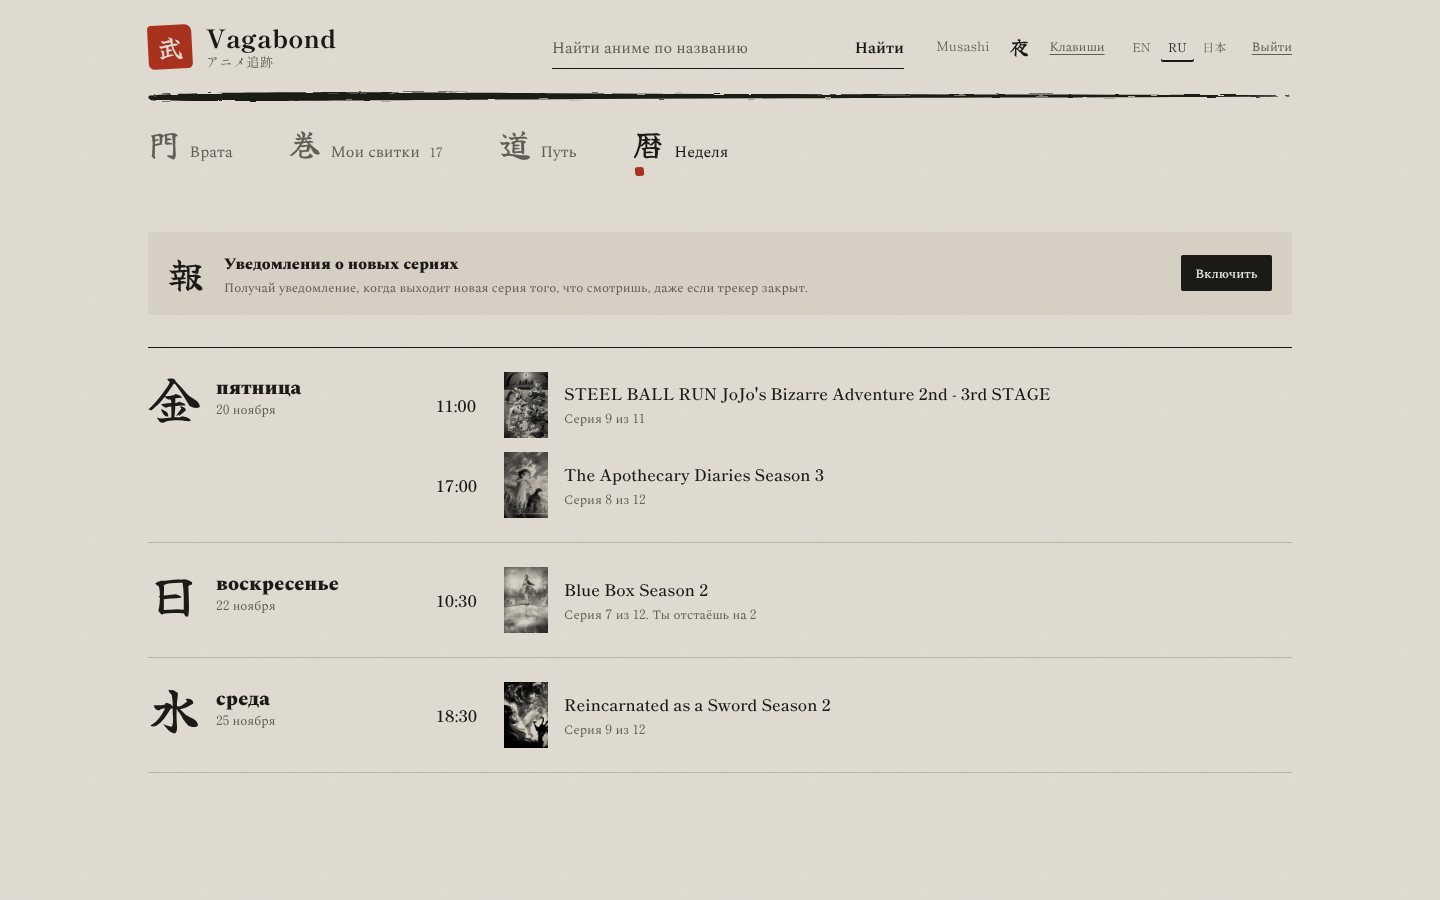 武
Vagabond
アニメ追跡
Найти аниме по названию
Найти
Musashi
夜
Клавиши
EN
RU
日本
Выйти
門 Врата
巻 Мои свитки 17
道 Путь
暦 Неделя
報
Уведомления о новых сериях
Получай уведомление, когда выходит новая серия того, что смотришь, даже если трекер закрыт.
Включить
金
пятница
20 ноября
11:00
STEEL BALL RUN JoJo's Bizarre Adventure 2nd - 3rd STAGE
Серия 9 из 11
17:00
The Apothecary Diaries Season 3
Серия 8 из 12
日
воскресенье
22 ноября
10:30
Blue Box Season 2
Серия 7 из 12. Ты отстаёшь на 2
水
среда
25 ноября
18:30
Reincarnated as a Sword Season 2
Серия 9 из 12